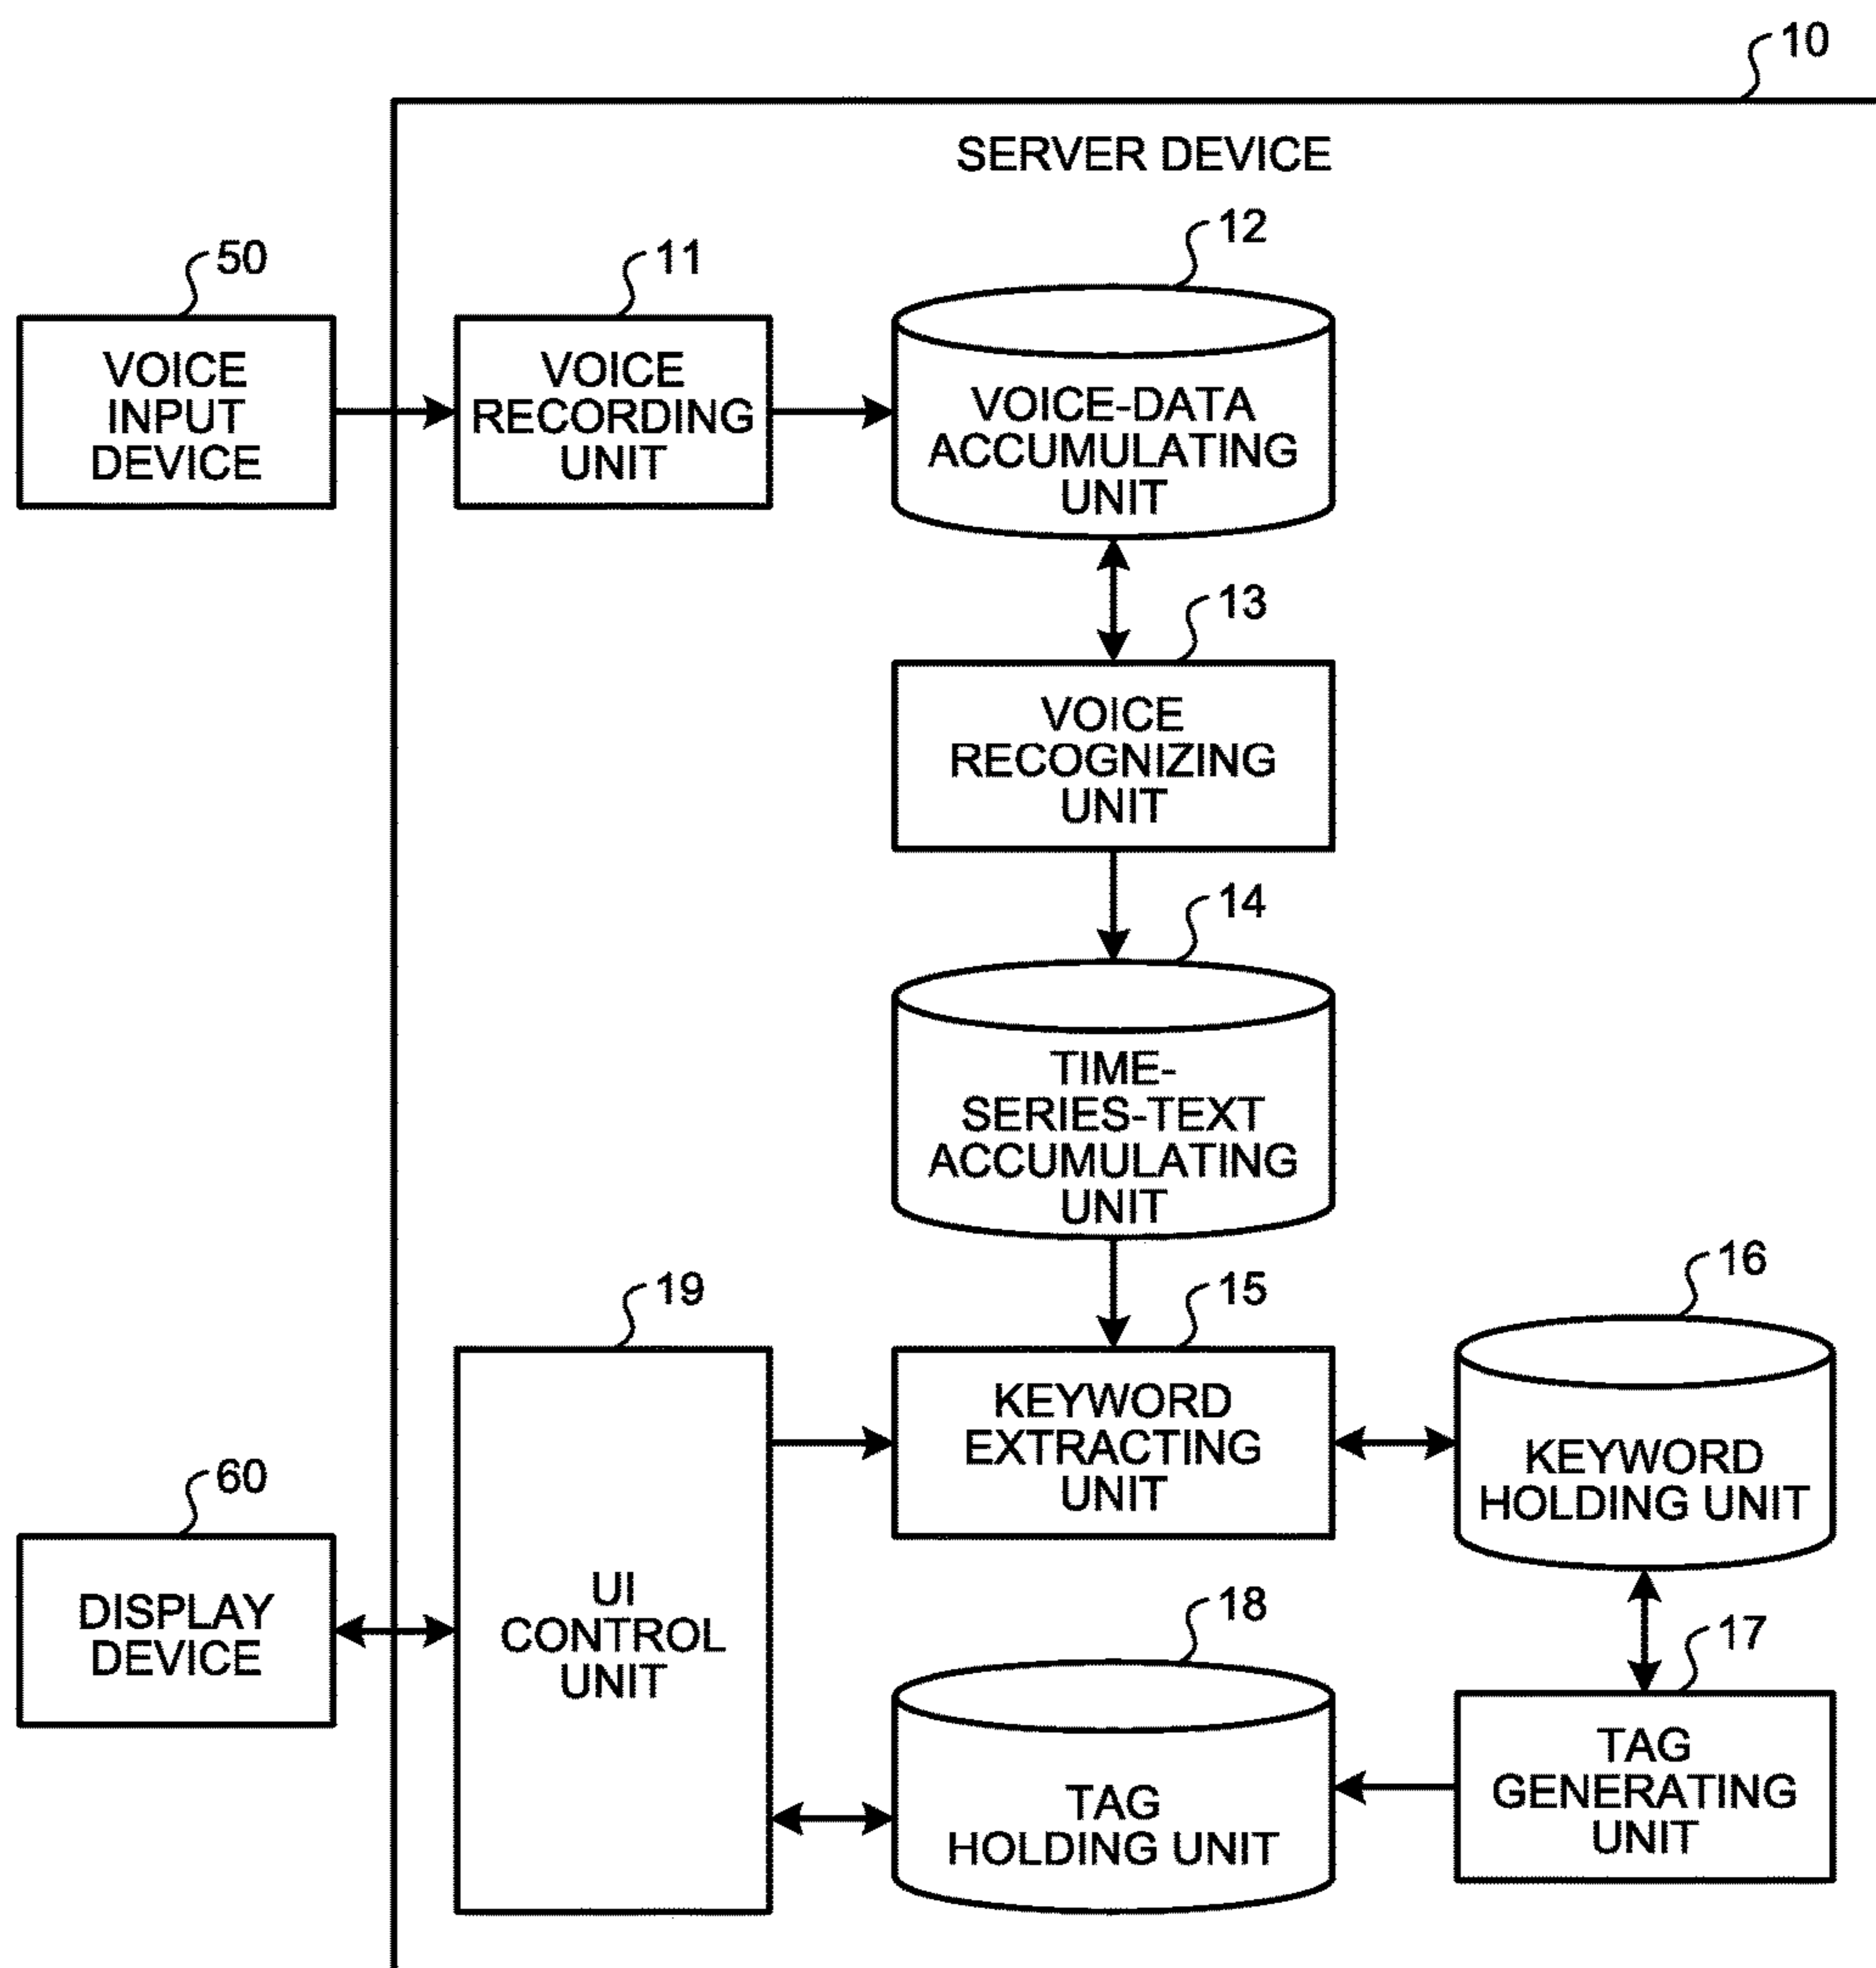 10
SERVER DEVICE
12
50
11
VOICE
INPUT
DEVICE
VOICE
RECORDING
UNIT
VOICE-DATA
ACCUMULATING
UNIT
13
VOICE
RECOGNIZING
UNIT
14
TIME-
SERIES-TEXT
ACCUMULATING
UNIT
19
15
16
KEYWORD
EXTRACTING
UNIT
KEYWORD
HOLDING UNIT
60
DISPLAY
DEVICE
UI
CONTROL
UNIT
18
17
TAG
HOLDING UNIT
TAG
GENERATING
UNIT